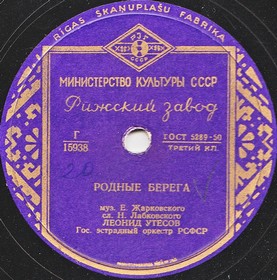 RIGAS SKAŅUPLAŠU FABRIKA
МИНИСТЕРСТВО КУЛЬТУРЫ СССР
Рижский завод
Г
15938
ГОСТ 5289-50
ТРЕТИЙ КЛ.
20
РОДНЫЕ БЕРЕГА
муз. Е. Жарковского
сл. Н. Лабковского
ЛЕОНИД УТЕСОВ
Гос. эстрадный оркестр РСФСР